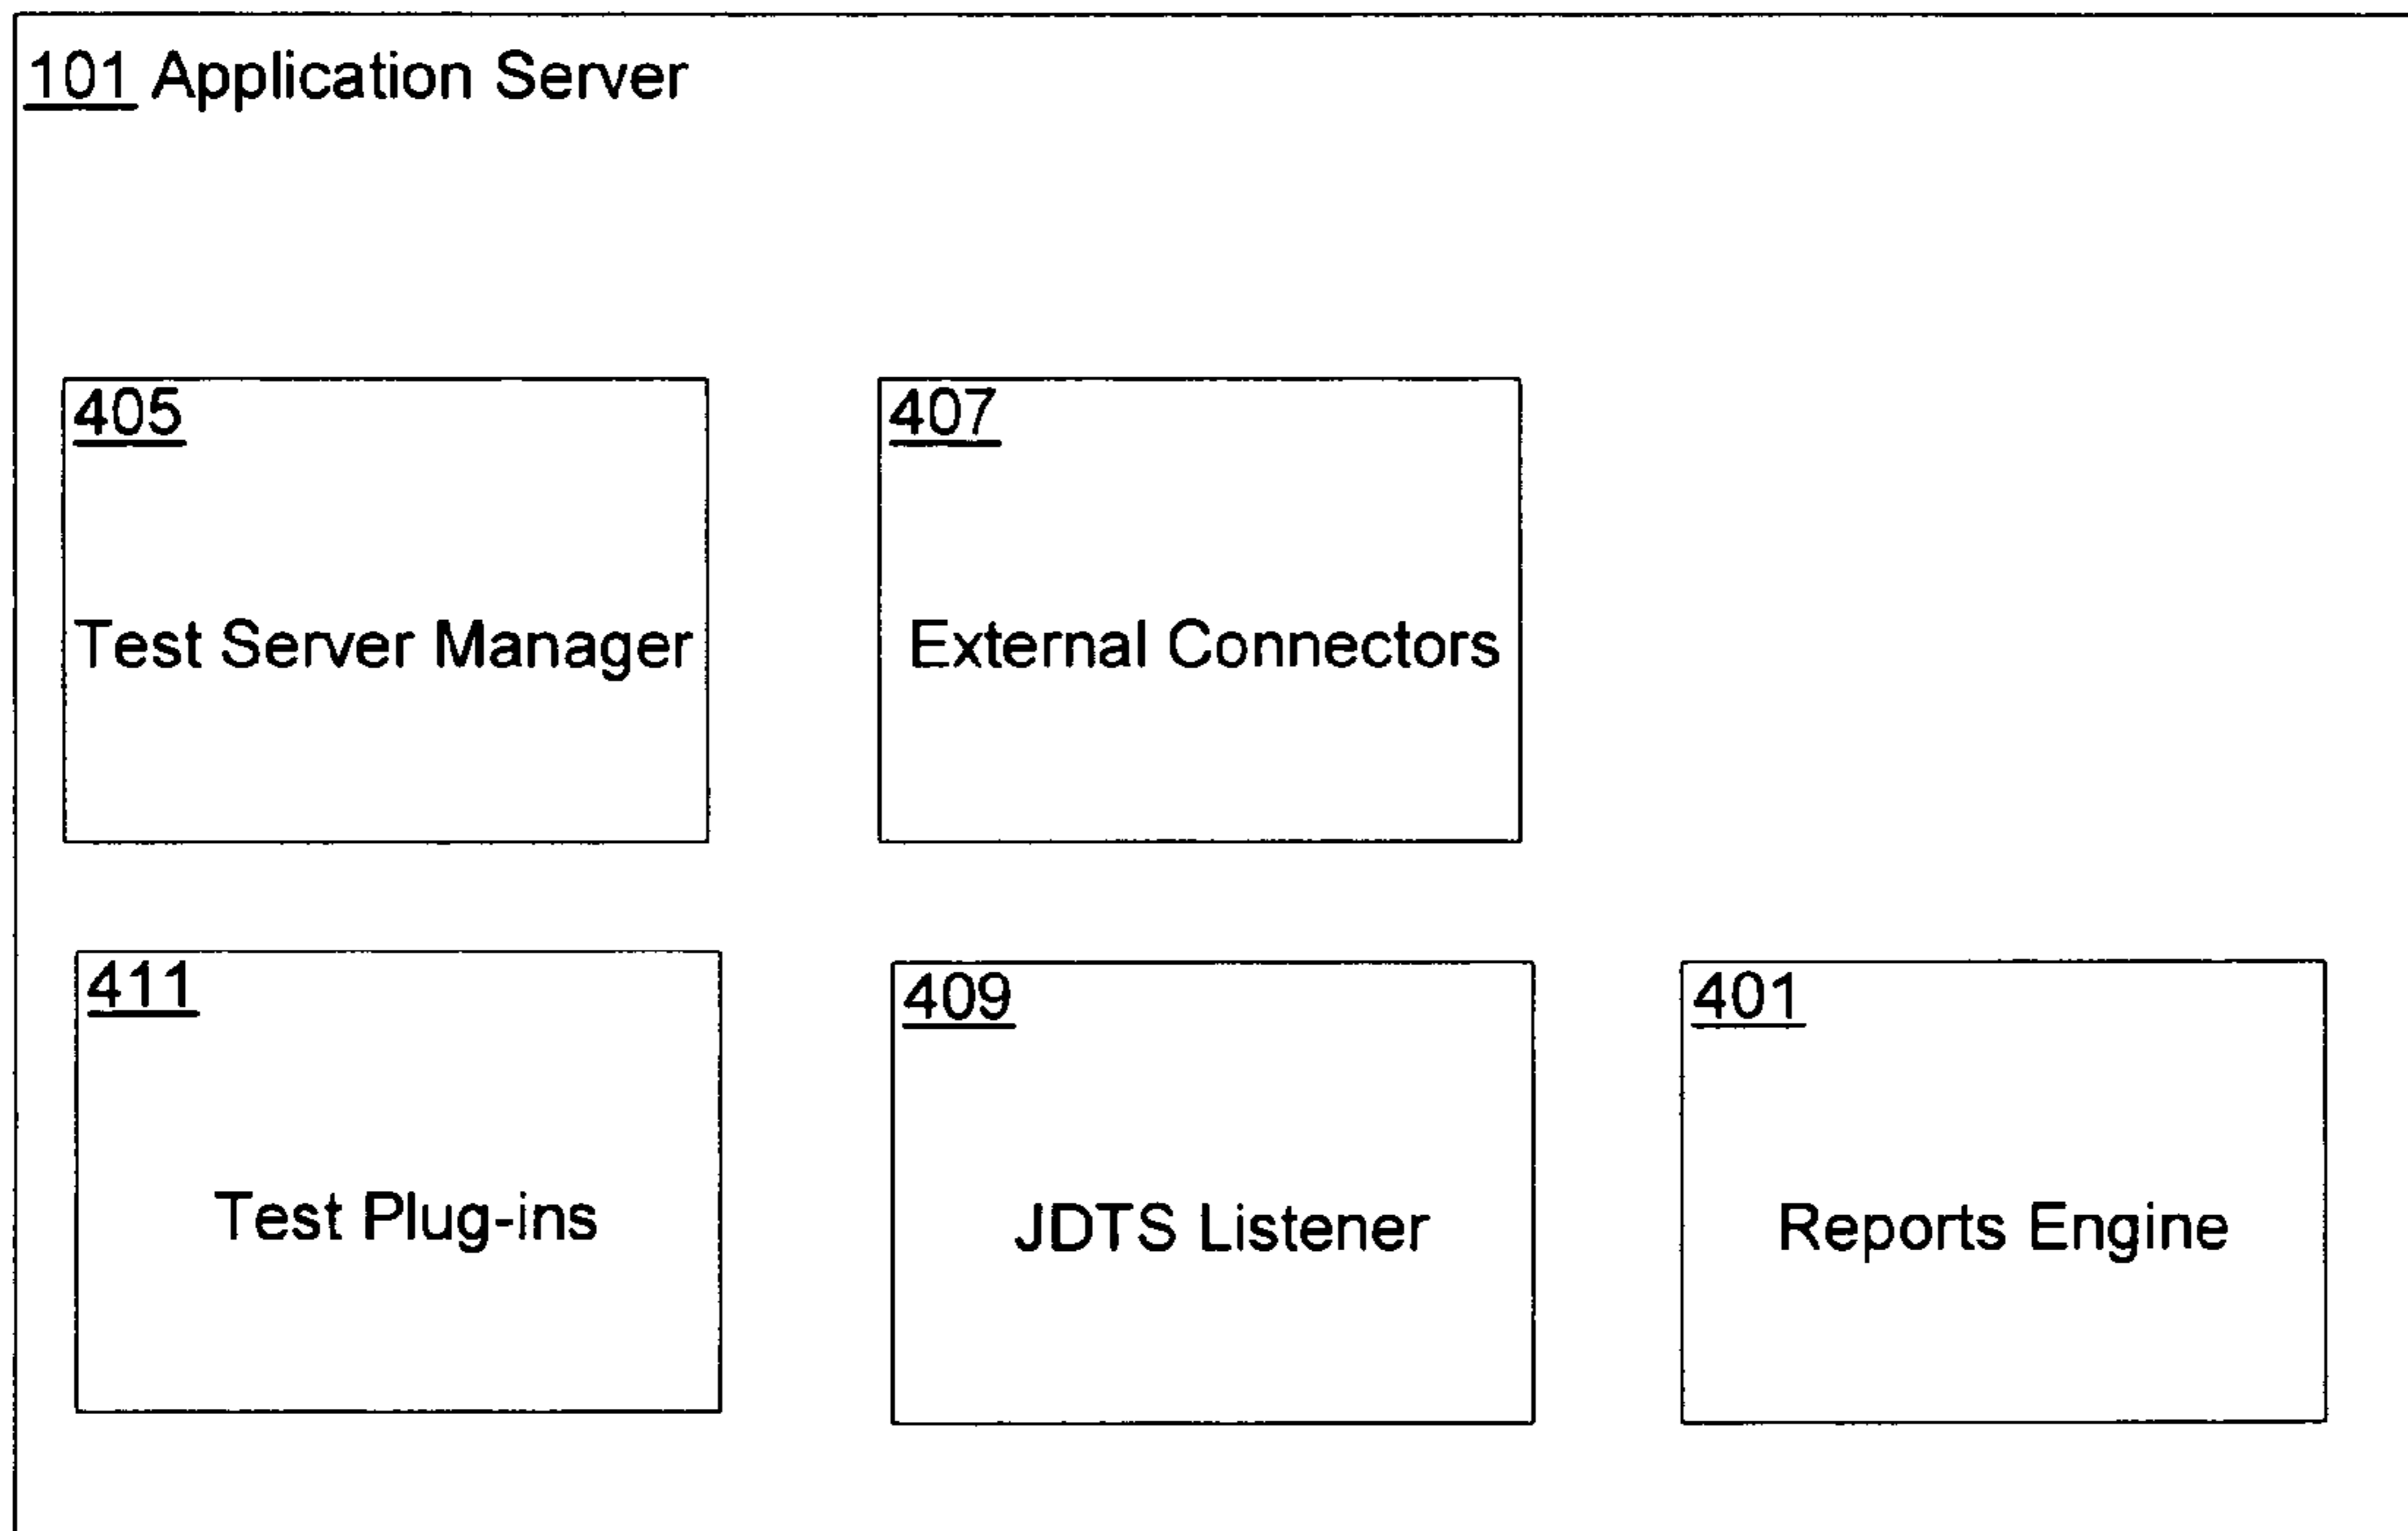 101 Application Server
405
Test Server Manager
407
External Connectors
411
Test Plug-ins
409
JDTS Listener
401
Reports Engine